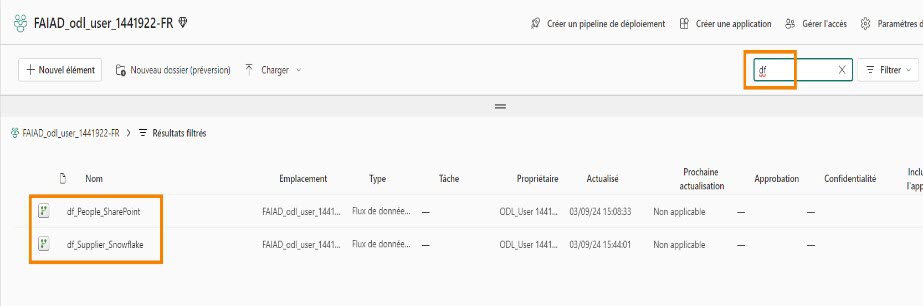 FAIAD_odl_user_1441922-FR
Créer un pipeline de déploiement
Créer une application
Gérer l'accès
Paramètres d
Nouvel élément
Nouveau dossier (préversion)
Charger
df
Filtrer
FAIAD_odl_user_1441922-FR > Résultats filtrés
Nom Emplacement Type Tâche Propriétaire Actualisé Prochaine actualisation Approbation Confidentialité Inclu l'app
df_People_SharePoint FAIAD_odl_user_1441... Flux de donnée... — ODL_User 1441... 03/09/24 15:08:33 Non applicable — —
df_Supplier_Snowflake FAIAD_odl_user_1441... Flux de donnée... — ODL_User 1441... 03/09/24 15:44:01 Non applicable — —